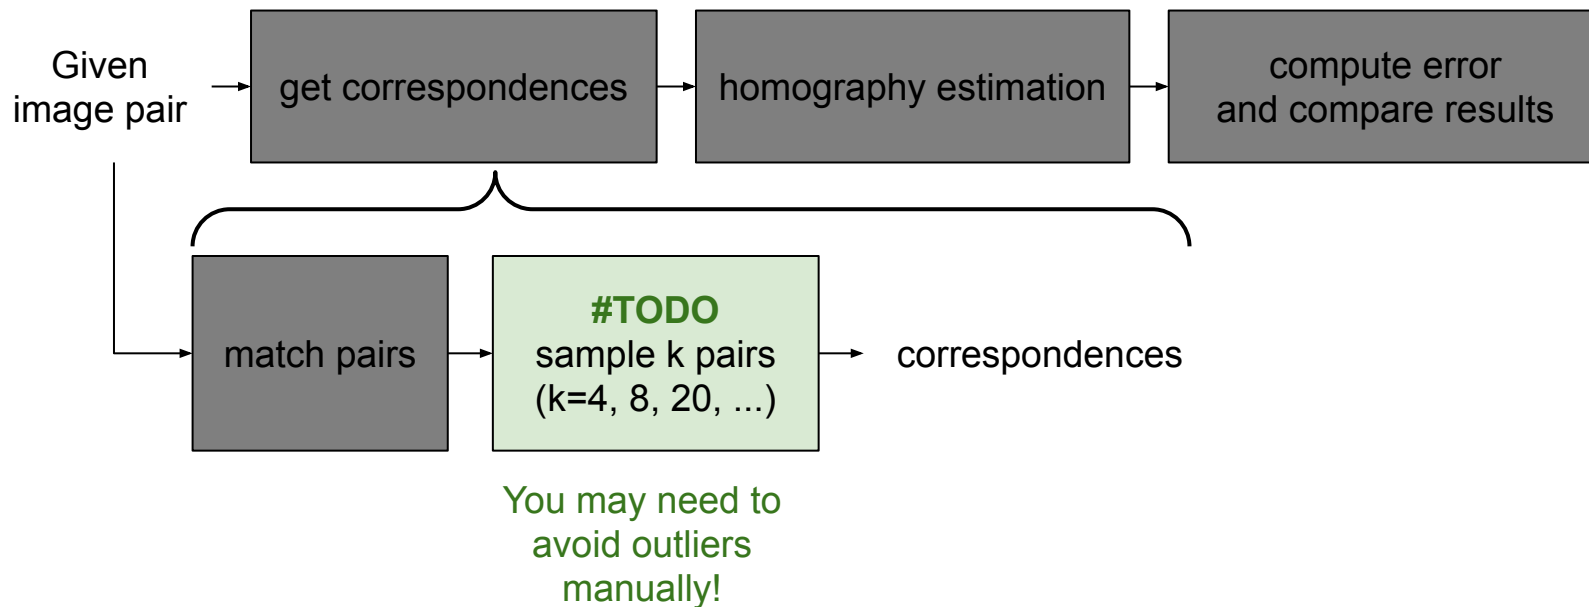 Given
image pair
get correspondences
homography estimation
compute error
and compare results
match pairs
#TODO
sample k pairs
(k=4, 8, 20, ...)
correspondences
You may need to
avoid outliers
manually!